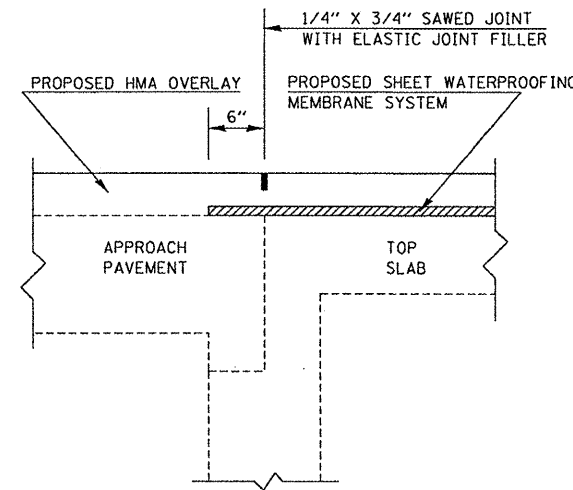 1/4" X 3/4" SAWED JOINT
WITH ELASTIC JOINT FILLER
PROPOSED HMA OVERLAY
PROPOSED SHEET WATERPROOFING
MEMBRANE SYSTEM
6"
APPROACH
PAVEMENT
TOP
SLAB